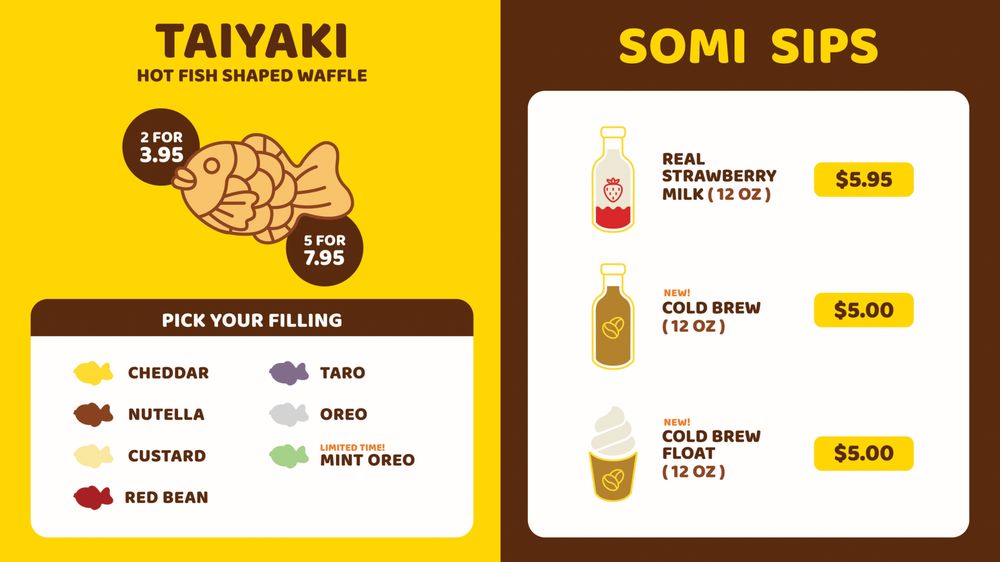 TAIYAKI
HOT FISH SHAPED WAFFLE
2 FOR
3.95
5 FOR
7.95
PICK YOUR FILLING
CHEDDAR
NUTELLA
CUSTARD
RED BEAN
TARO
OREO
LIMITED TIME!
MINT OREO
SOMI SIPS
REAL
STRAWBERRY
MILK ( 12 OZ )
$5.95
NEW!
COLD BREW
( 12 OZ )
$5.00
NEW!
COLD BREW
FLOAT
( 12 OZ )
$5.00